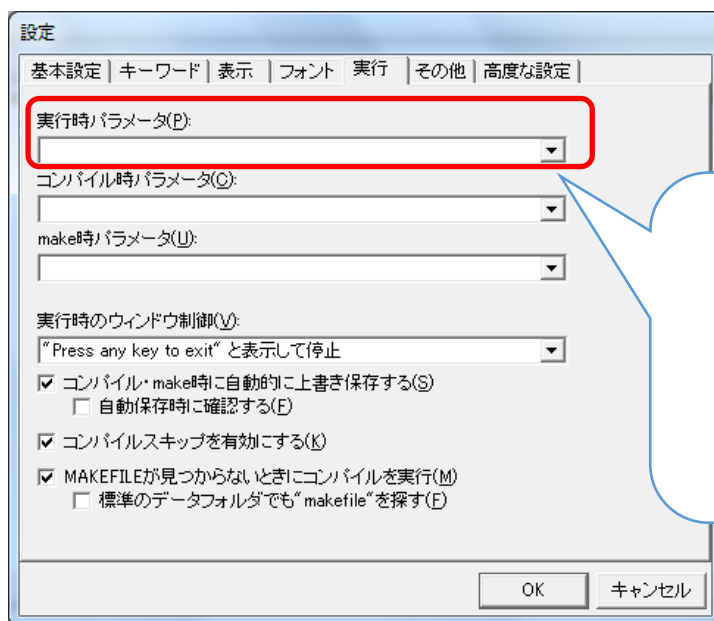 設定
基本設定 キーワード 表示 フォント 実行 その他 高度な設定
実行時パラメータ(P):
コンパイル時パラメータ(C):
make時パラメータ(U):
実行時のウィンドウ制御(V):
"Press any key to exit" と表示して停止
コンパイル・make時に自動的に上書き保存する(S)
自動保存時に確認する(F)
コンパイルスキップを有効にする(K)
MAKEFILEが見つからないときにコンパイルを実行(M)
標準のデータフォルダでも"makefile"を探す(F)
OK キャンセル